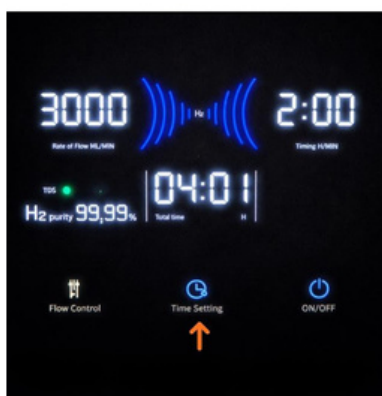 3000
H₂
2:00
Rate of Flow ML/MIN
Timing H/MIN
TDS
H2 purity 99,99%
04:01
Total time H
Flow Control
Time Setting
ON/OFF